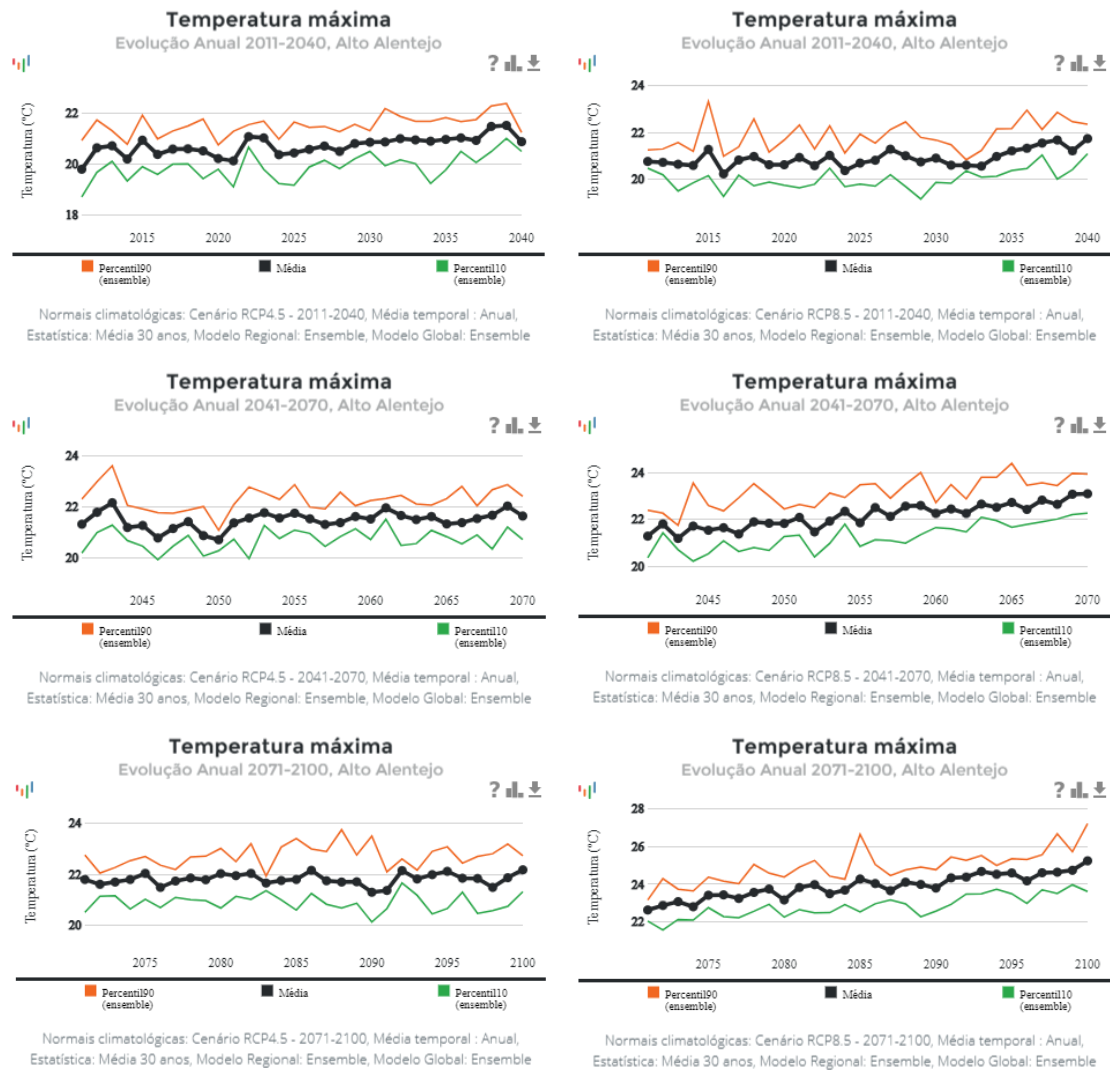 Temperatura máxima
Evolução Anual 2011-2040, Alto Alentejo
?
Temperatura (°C)
22
20
18
2015 2020 2025 2030 2035 2040
Percentil90
(ensemble)
Média
Percentil10
(ensemble)
Normais climatológicas: Cenário RCP4.5 - 2011-2040, Média temporal : Anual,
Estatística: Média 30 anos, Modelo Regional: Ensemble, Modelo Global: Ensemble
Temperatura máxima
Evolução Anual 2011-2040, Alto Alentejo
?
Temperatura (°C)
24
22
20
2015 2020 2025 2030 2035 2040
Percentil90
(ensemble)
Média
Percentil10
(ensemble)
Normais climatológicas: Cenário RCP8.5 - 2011-2040, Média temporal : Anual,
Estatística: Média 30 anos, Modelo Regional: Ensemble, Modelo Global: Ensemble
Temperatura máxima
Evolução Anual 2041-2070, Alto Alentejo
?
Temperatura (°C)
24
22
20
2045 2050 2055 2060 2065 2070
Percentil90
(ensemble)
Média
Percentil10
(ensemble)
Normais climatológicas: Cenário RCP4.5 - 2041-2070, Média temporal : Anual,
Estatística: Média 30 anos, Modelo Regional: Ensemble, Modelo Global: Ensemble
Temperatura máxima
Evolução Anual 2041-2070, Alto Alentejo
?
Temperatura (°C)
24
22
20
2045 2050 2055 2060 2065 2070
Percentil90
(ensemble)
Média
Percentil10
(ensemble)
Normais climatológicas: Cenário RCP8.5 - 2041-2070, Média temporal : Anual,
Estatística: Média 30 anos, Modelo Regional: Ensemble, Modelo Global: Ensemble
Temperatura máxima
Evolução Anual 2071-2100, Alto Alentejo
?
Temperatura (°C)
24
22
20
2075 2080 2085 2090 2095 2100
Percentil90
(ensemble)
Média
Percentil10
(ensemble)
Normais climatológicas: Cenário RCP4.5 - 2071-2100, Média temporal : Anual,
Estatística: Média 30 anos, Modelo Regional: Ensemble, Modelo Global: Ensemble
Temperatura máxima
Evolução Anual 2071-2100, Alto Alentejo
?
Temperatura (°C)
28
26
24
22
2075 2080 2085 2090 2095 2100
Percentil90
(ensemble)
Média
Percentil10
(ensemble)
Normais climatológicas: Cenário RCP8.5 - 2071-2100, Média temporal : Anual,
Estatística: Média 30 anos, Modelo Regional: Ensemble, Modelo Global: Ensemble